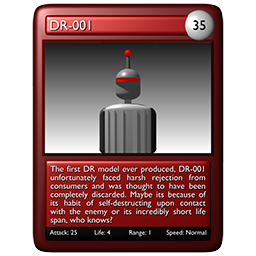 DR-001
35
The first DR model ever produced, DR-001
unfortunately faced harsh rejection from
consumers and was thought to have been
completely discarded. Maybe its because of
its habit of self-destructing upon contact
with the enemy or its incredibly short life
span, who knows?
Attack: 25 Life: 4 Range: 1 Speed: Normal